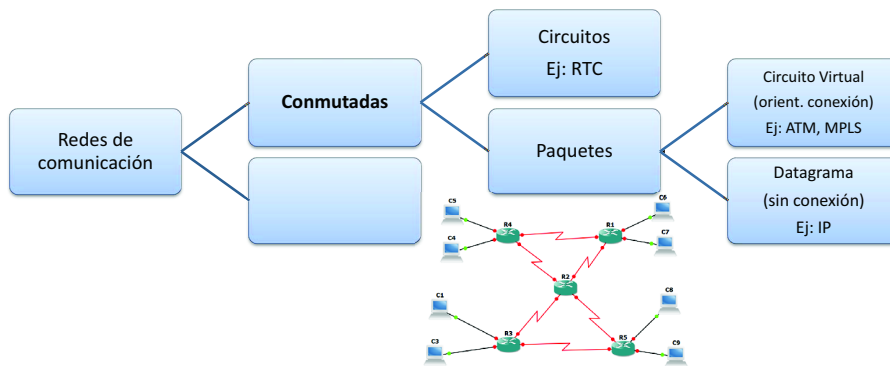 Redes de
comunicación
Conmutadas
Circuitos
Ej: RTC
Paquetes
Circuito Virtual
(orient. conexión)
Ej: ATM, MPLS
Datagrama
(sin conexión)
Ej: IP
C5
C4
R4
R1
C6
C7
R2
C1
C3
R3
R5
C8
C9